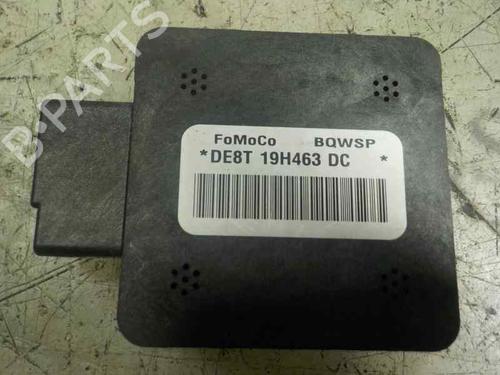 B-PARTS
FoMoCo BQWSP
*DE8T 19H463 DC *